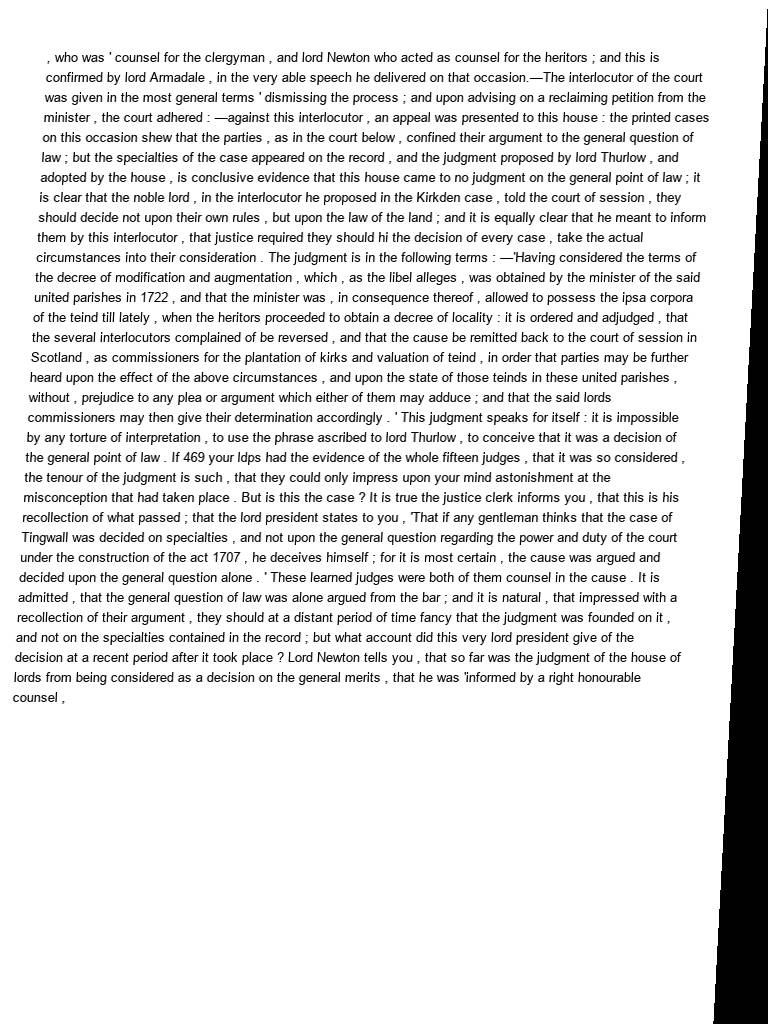 , who was ' counsel for the clergyman , and lord Newton who acted as counsel for the heritors ; and this is
confirmed by lord Armadale , in the very able speech he delivered on that occasion.—The interlocutor of the court
was given in the most general terms ' dismissing the process ; and upon advising on a reclaiming petition from the
minister , the court adhered : —against this interlocutor , an appeal was presented to this house : the printed cases
on this occasion shew that the parties , as in the court below , confined their argument to the general question of
law ; but the specialties of the case appeared on the record , and the judgment proposed by lord Thurlow , and
adopted by the house , is conclusive evidence that this house came to no judgment on the general point of law ; it
is clear that the noble lord , in the interlocutor he proposed in the Kirkden case , told the court of session , they
should decide not upon their own rules , but upon the law of the land ; and it is equally clear that he meant to inform
them by this interlocutor , that justice required they should hi the decision of every case , take the actual
circumstances into their consideration . The judgment is in the following terms : —'Having considered the terms of
the decree of modification and augmentation , which , as the libel alleges , was obtained by the minister of the said
united parishes in 1722 , and that the minister was , in consequence thereof , allowed to possess the ipsa corpora
of the teind till lately , when the heritors proceeded to obtain a decree of locality : it is ordered and adjudged , that
the several interlocutors complained of be reversed , and that the cause be remitted back to the court of session in
Scotland , as commissioners for the plantation of kirks and valuation of teind , in order that parties may be further
heard upon the effect of the above circumstances , and upon the state of those teinds in these united parishes ,
without , prejudice to any plea or argument which either of them may adduce ; and that the said lords
commissioners may then give their determination accordingly . ' This judgment speaks for itself : it is impossible
by any torture of interpretation , to use the phrase ascribed to lord Thurlow , to conceive that it was a decision of
the general point of law . If 469 your ldps had the evidence of the whole fifteen judges , that it was so considered ,
the tenour of the judgment is such , that they could only impress upon your mind astonishment at the
misconception that had taken place . But is this the case ? It is true the justice clerk informs you , that this is his
recollection of what passed ; that the lord president states to you , 'That if any gentleman thinks that the case of
Tingwall was decided on specialties , and not upon the general question regarding the power and duty of the court
under the construction of the act 1707 , he deceives himself ; for it is most certain , the cause was argued and
decided upon the general question alone . ' These learned judges were both of them counsel in the cause . It is
admitted , that the general question of law was alone argued from the bar ; and it is natural , that impressed with a
recollection of their argument , they should at a distant period of time fancy that the judgment was founded on it ,
and not on the specialties contained in the record ; but what account did this very lord president give of the
decision at a recent period after it took place ? Lord Newton tells you , that so far was the judgment of the house of
lords from being considered as a decision on the general merits , that he was 'informed by a right honourable
counsel ,